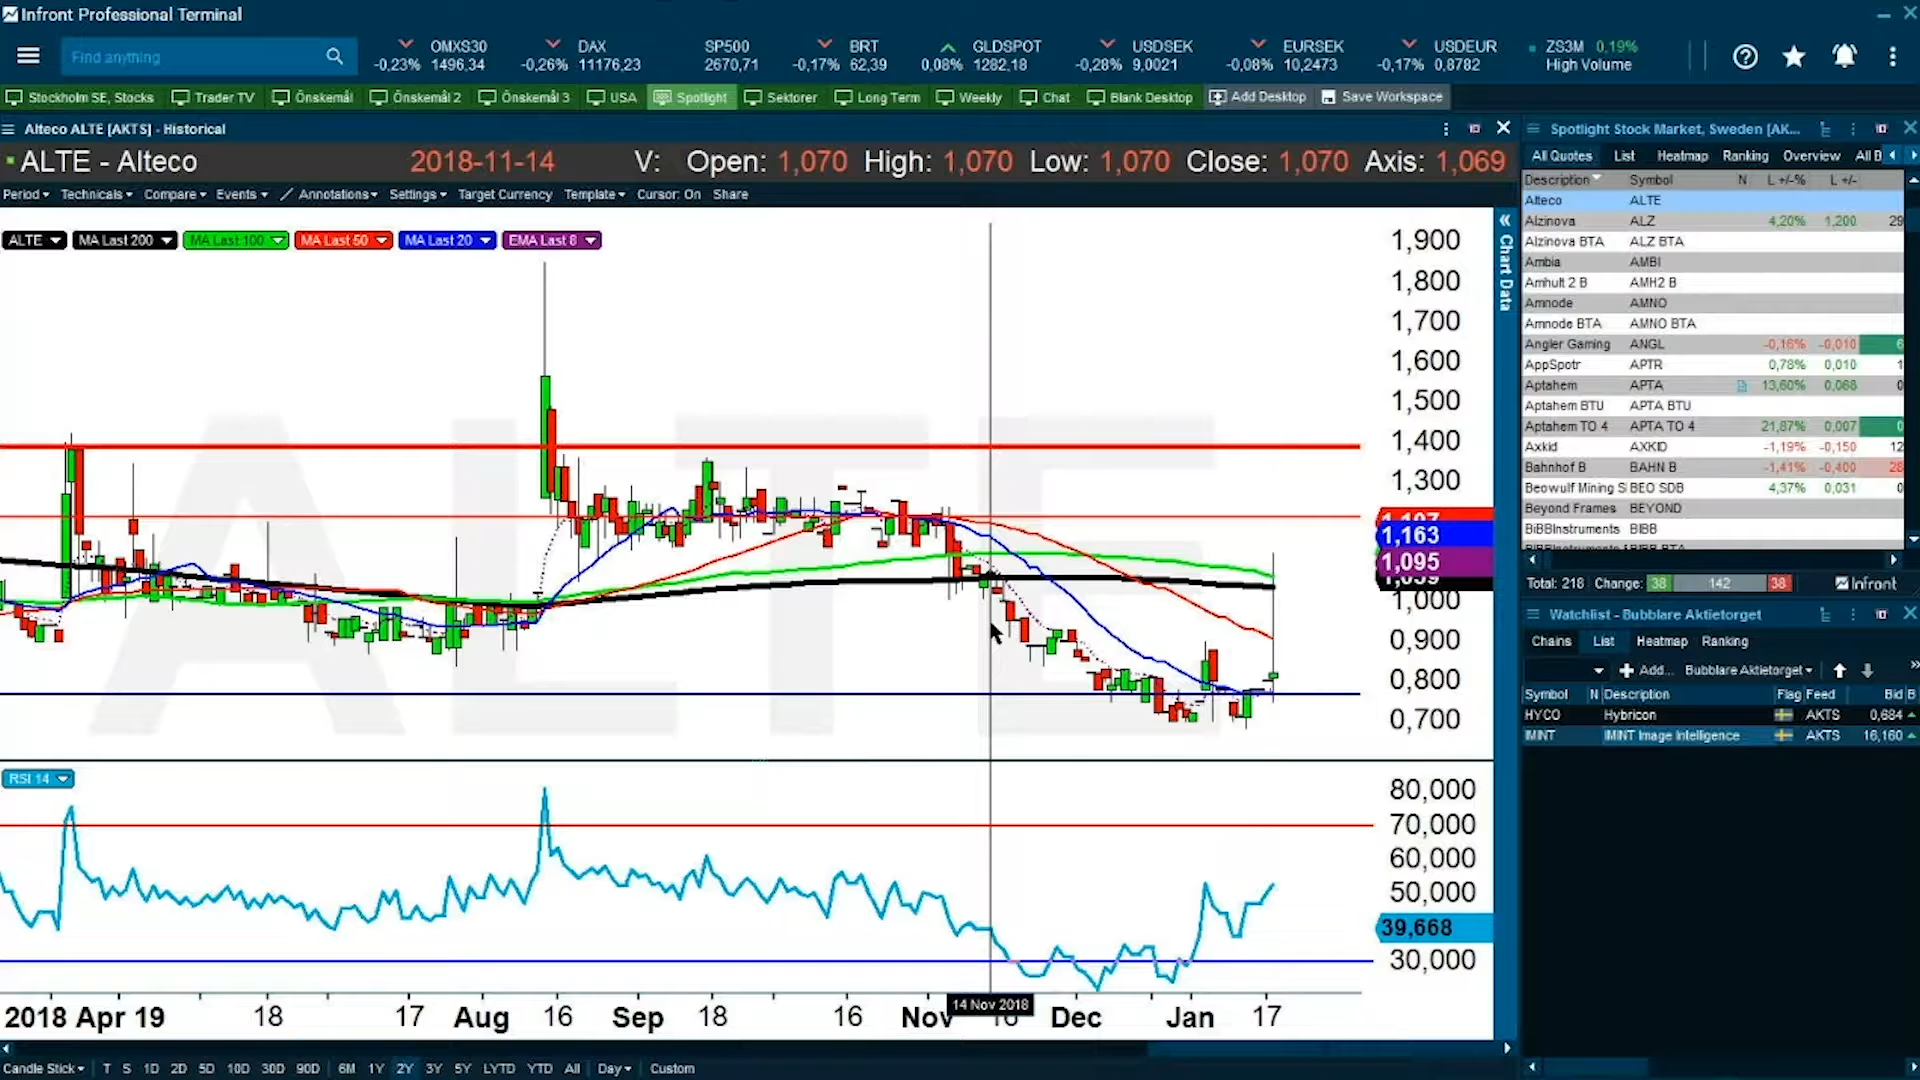 Infront Professional Terminal
Find anything
OMXS30 DAX SP500 BRT GLDSPOT USDSEK EURSEK USDEUR ZS3M 0,19%
-0,23% 1496,34 -0,26% 11176,23 2670,71 -0,17% 62,39 0,08% 1282,18 -0,28% 9,0021 -0,08% 10,2473 -0,17% 0,8782 High Volume
Stockholm SE, Stocks Trader TV Önskemål Önskemål 2 Önskemål 3 USA Spotlight Sektorer Long Term Weekly Chat Blank Desktop Add Desktop Save Workspace
Alteco ALTE [AKTS] - Historical
ALTE - Alteco 2018-11-14 V: Open: 1,070 High: 1,070 Low: 1,070 Close: 1,070 Axis: 1,069
Period Technicals Compare Events Annotations Settings Target Currency Template Cursor: On Share
ALTE MA Last 200 MA Last 100 MA Last 50 MA Last 20 EMA Last 8
ALTE
Chart Data
1,900
1,800
1,700
1,600
1,500
1,400
1,300
1,163
1,095
1,000
0,900
0,800
0,700
RSI 14
80,000
70,000
60,000
50,000
39,668
30,000
14 Nov 2018
2018 Apr 19 18 17 Aug 16 Sep 18 16 Nov 16 Dec Jan 17
Candle Stick T S 1D 2D 5D 10D 30D 90D 6M 1Y 2Y 3Y 5Y LYTD YTD All Day Custom
Spotlight Stock Market, Sweden [AK...
All Quotes List Heatmap Ranking Overview All B
Description Symbol N L +/-% L +/-
Alteco ALTE
Alzinova ALZ 4,20% 1,200 29
Alzinova BTA ALZ BTA
Ambia AMBI
Amhult 2 B AMH2 B
Amnode AMNO
Amnode BTA AMNO BTA
Angler Gaming ANGL -0,16% -0,010 6
AppSpotr APTR 0,78% 0,010 1
Aptahem APTA 13,60% 0,068 0
Aptahem BTU APTA BTU
Aptahem TO 4 APTA TO 4 21,87% 0,007 0
Axkid AXKID -1,19% -0,150 12
Bahnhof B BAHN B -1,41% -0,400 28
Beowulf Mining S BEO SDB 4,37% 0,031 0
Beyond Frames BEYOND
BiBBInstruments BIBB
Total: 218 Change: 38 142 38 Infront
Watchlist - Bubblare Aktietorget
Chains List Heatmap Ranking
Add... Bubblare Aktietorget
Symbol N Description Flag Feed Bid B
HYCO Hybricon AKTS 0,684
IMINT IMINT Image Intelligence AKTS 16,160